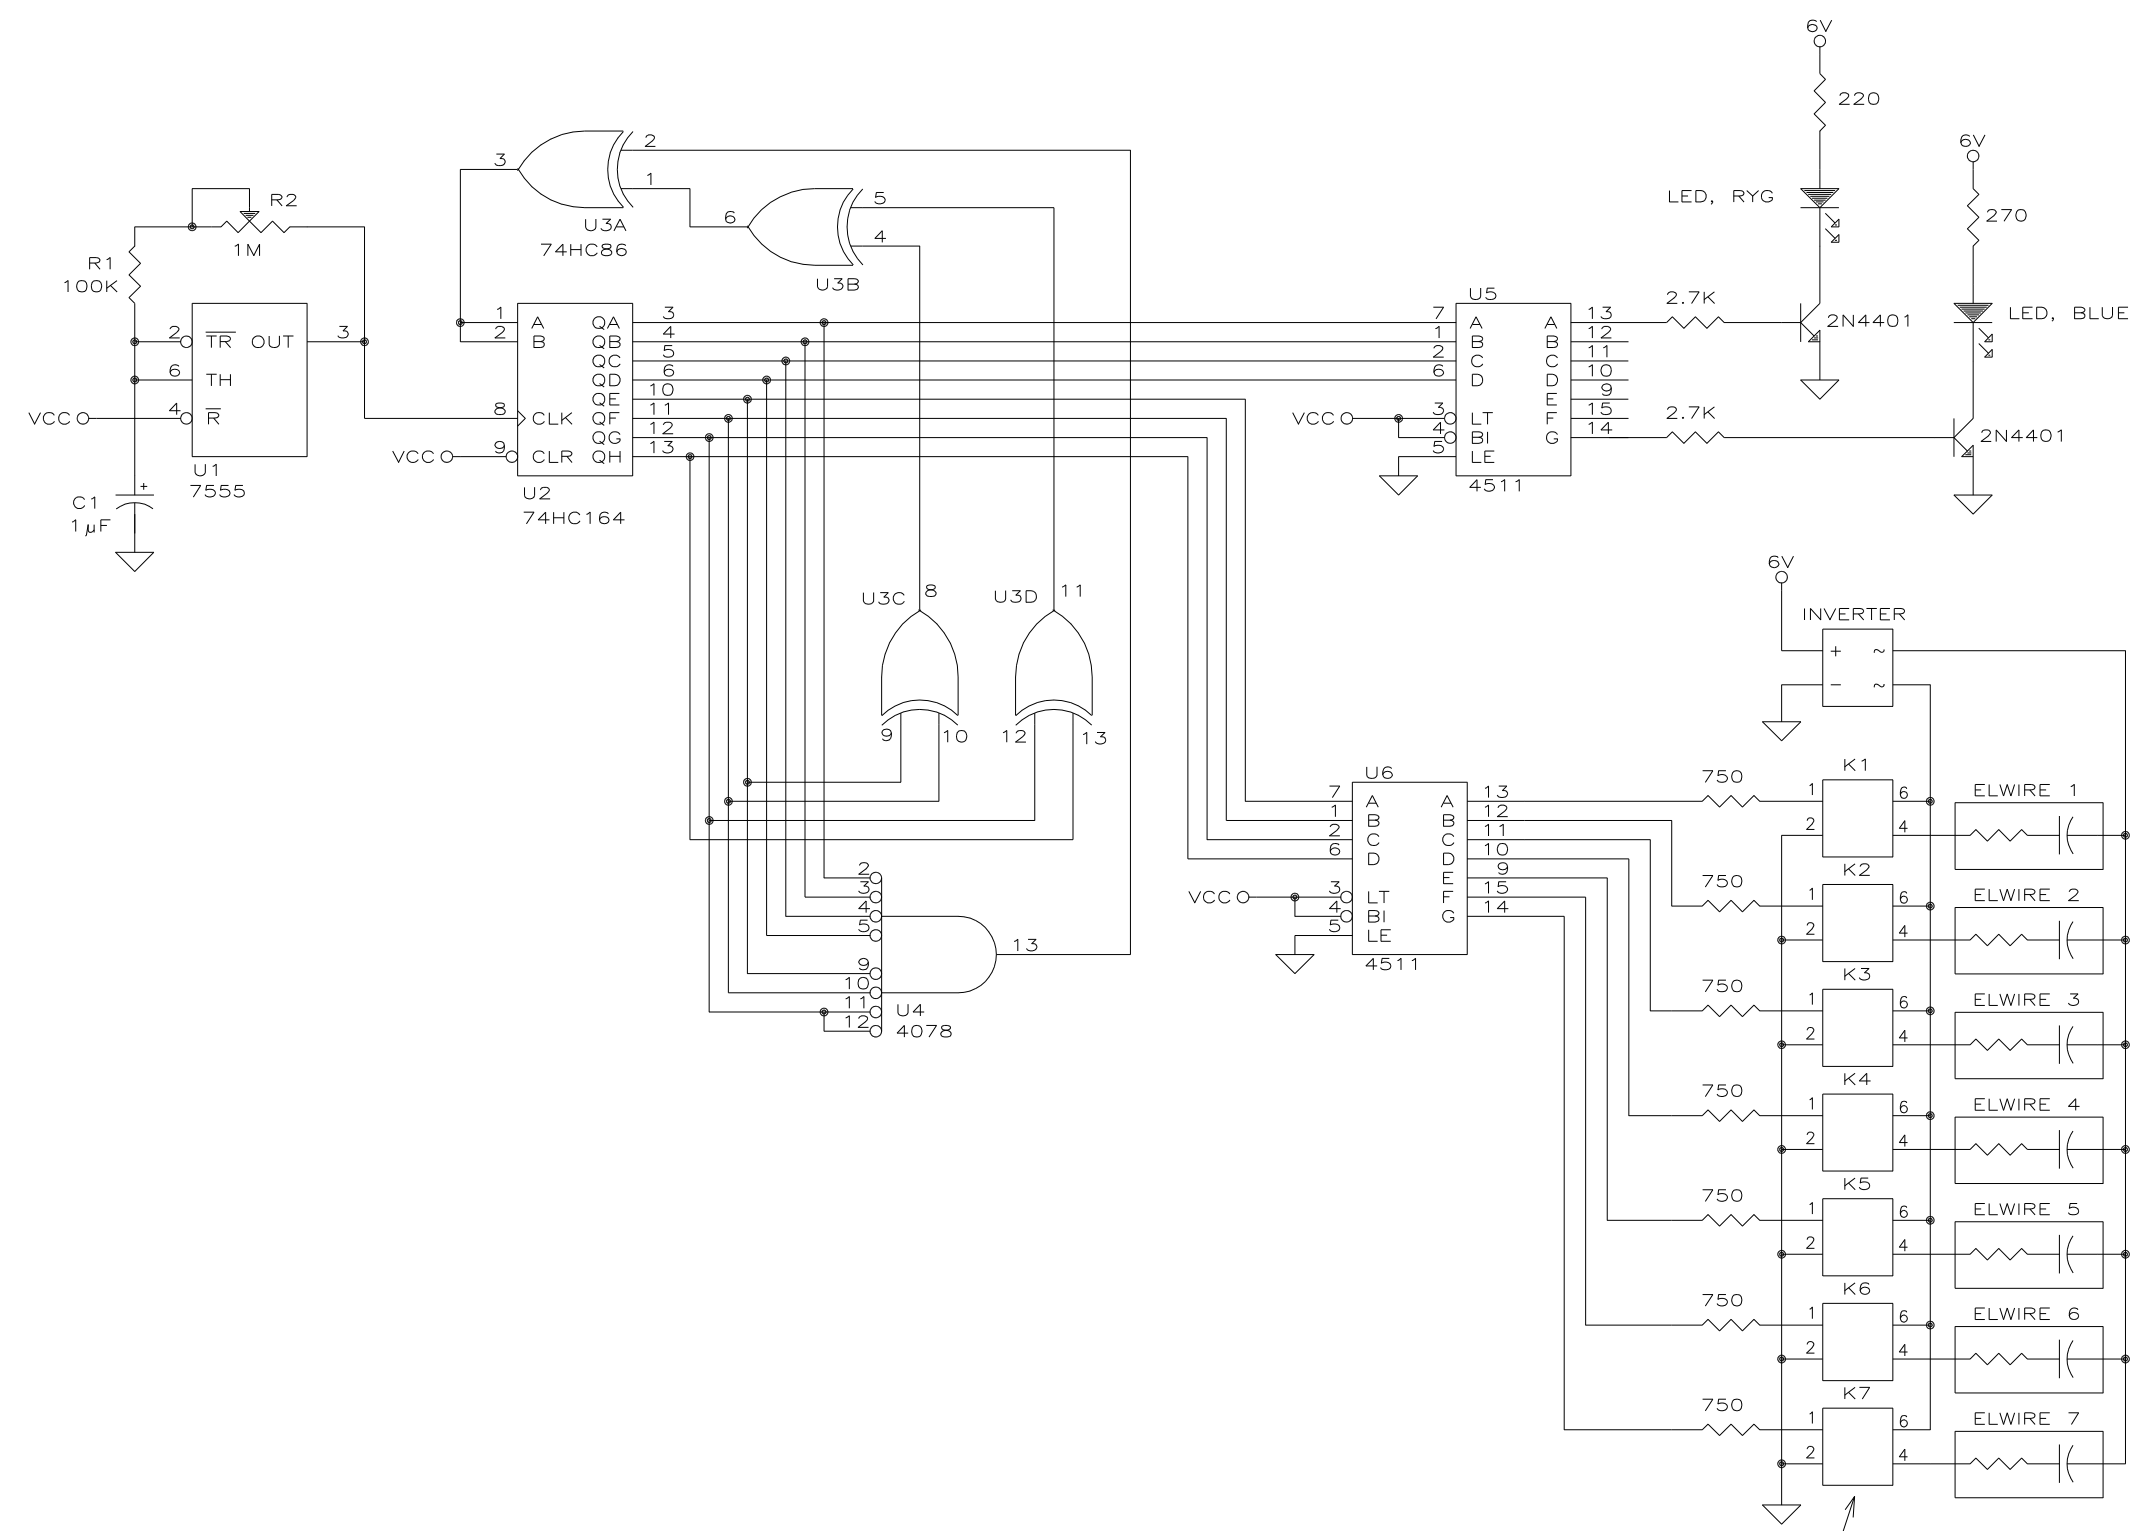 6V
220
LED, RYG
6V
270
LED, BLUE
2
3
1
U3A
74HC86
5
6
4
U3B
R2
1M
R1
100K
2
TR
OUT
3
6
TH
VCC
4
R
U1
7555
+
C1
1µF
1
A
QA
3
2
B
QB
4
QC
5
QD
6
QE
10
8
CLK
QF
11
QG
12
VCC
9
CLR
QH
13
U2
74HC164
U5
7
A
A
13
1
B
B
12
2
C
C
11
6
D
D
10
E
9
VCC
3
LT
F
15
4
BI
G
14
5
LE
4511
2.7K
2N4401
2.7K
2N4401
U3C
8
U3D
11
9
10
12
13
2
3
4
5
9
10
11
12
13
U4
4078
6V
INVERTER
+
~
−
~
U6
7
A
A
13
1
B
B
12
2
C
C
11
6
D
D
10
E
9
VCC
3
LT
F
15
4
BI
G
14
5
LE
4511
750
K1
1
6
2
4
ELWIRE 1
750
K2
1
6
2
4
ELWIRE 2
750
K3
1
6
2
4
ELWIRE 3
750
K4
1
6
2
4
ELWIRE 4
750
K5
1
6
2
4
ELWIRE 5
750
K6
1
6
2
4
ELWIRE 6
750
K7
1
6
2
4
ELWIRE 7